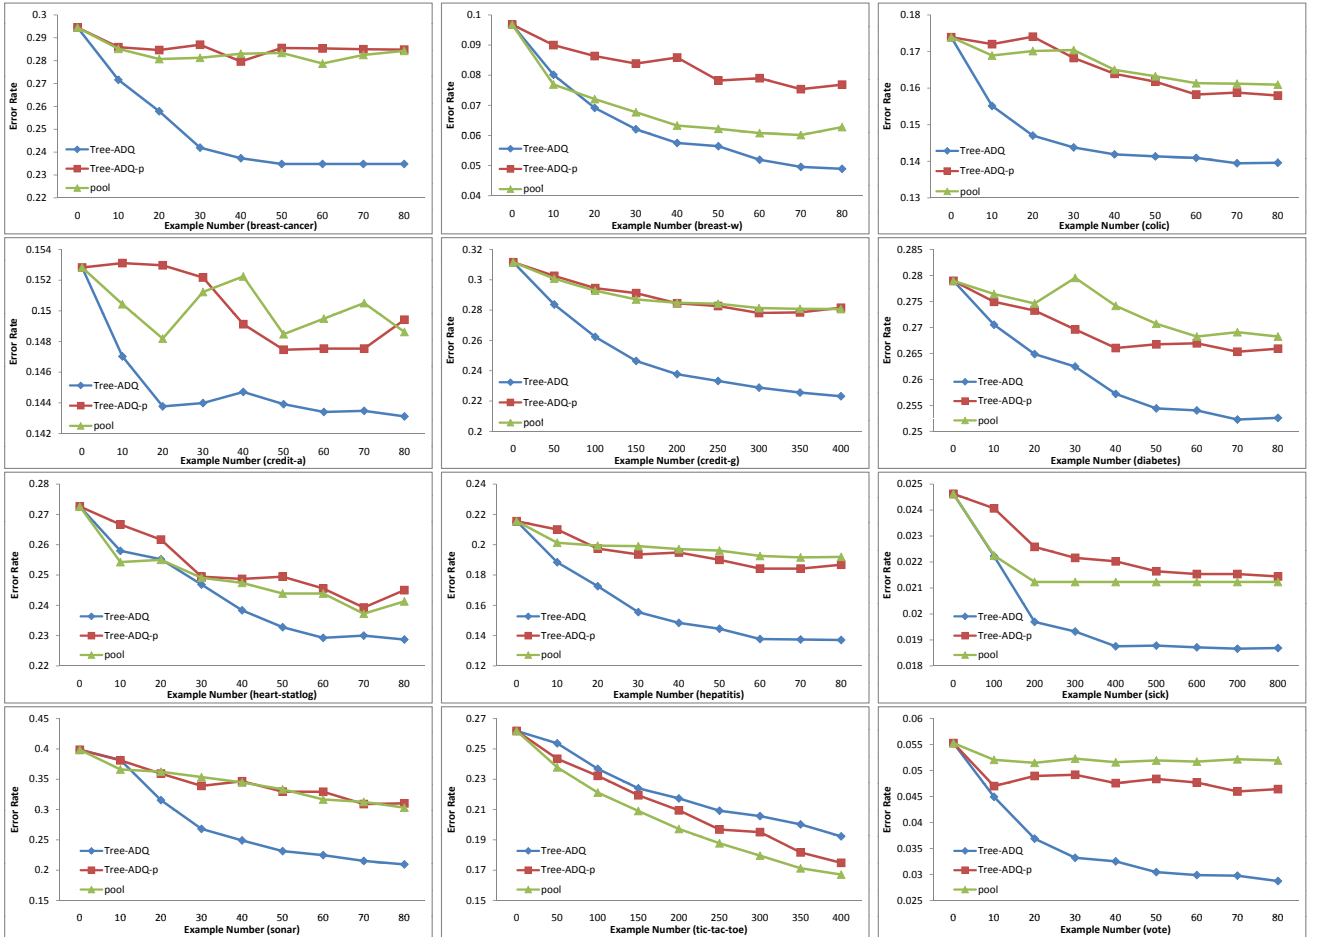 0.3
0.29
0.28
0.27
0.26
0.25
0.24
0.23
0.22
Error Rate
Tree-ADQ
Tree-ADQ-p
pool
0 10 20 30 40 50 60 70 80
Example Number (breast-cancer)
0.1
0.09
0.08
0.07
0.06
0.05
0.04
Error Rate
Tree-ADQ
Tree-ADQ-p
pool
0 10 20 30 40 50 60 70 80
Example Number (breast-w)
0.18
0.17
0.16
0.15
0.14
0.13
Error Rate
Tree-ADQ
Tree-ADQ-p
pool
0 10 20 30 40 50 60 70 80
Example Number (colic)
0.154
0.152
0.15
0.148
0.146
0.144
0.142
Error Rate
Tree-ADQ
Tree-ADQ-p
pool
0 10 20 30 40 50 60 70 80
Example Number (credit-a)
0.32
0.3
0.28
0.26
0.24
0.22
0.2
Error Rate
Tree-ADQ
Tree-ADQ-p
pool
0 50 100 150 200 250 300 350 400
Example Number (credit-g)
0.285
0.28
0.275
0.27
0.265
0.26
0.255
0.25
Error Rate
Tree-ADQ
Tree-ADQ-p
pool
0 10 20 30 40 50 60 70 80
Example Number (diabetes)
0.28
0.27
0.26
0.25
0.24
0.23
0.22
Error Rate
Tree-ADQ
Tree-ADQ-p
pool
0 10 20 30 40 50 60 70 80
Example Number (heart-statlog)
0.24
0.22
0.2
0.18
0.16
0.14
0.12
Error Rate
Tree-ADQ
Tree-ADQ-p
pool
0 10 20 30 40 50 60 70 80
Example Number (hepatitis)
0.025
0.024
0.023
0.022
0.021
0.02
0.019
0.018
Error Rate
Tree-ADQ
Tree-ADQ-p
pool
0 100 200 300 400 500 600 700 800
Example Number (sick)
0.45
0.4
0.35
0.3
0.25
0.2
0.15
Error Rate
Tree-ADQ
Tree-ADQ-p
pool
0 10 20 30 40 50 60 70 80
Example Number (sonar)
0.27
0.25
0.23
0.21
0.19
0.17
0.15
Error Rate
Tree-ADQ
Tree-ADQ-p
pool
0 50 100 150 200 250 300 350 400
Example Number (tic-tac-toe)
0.06
0.055
0.05
0.045
0.04
0.035
0.03
0.025
Error Rate
Tree-ADQ
Tree-ADQ-p
pool
0 10 20 30 40 50 60 70 80
Example Number (vote)